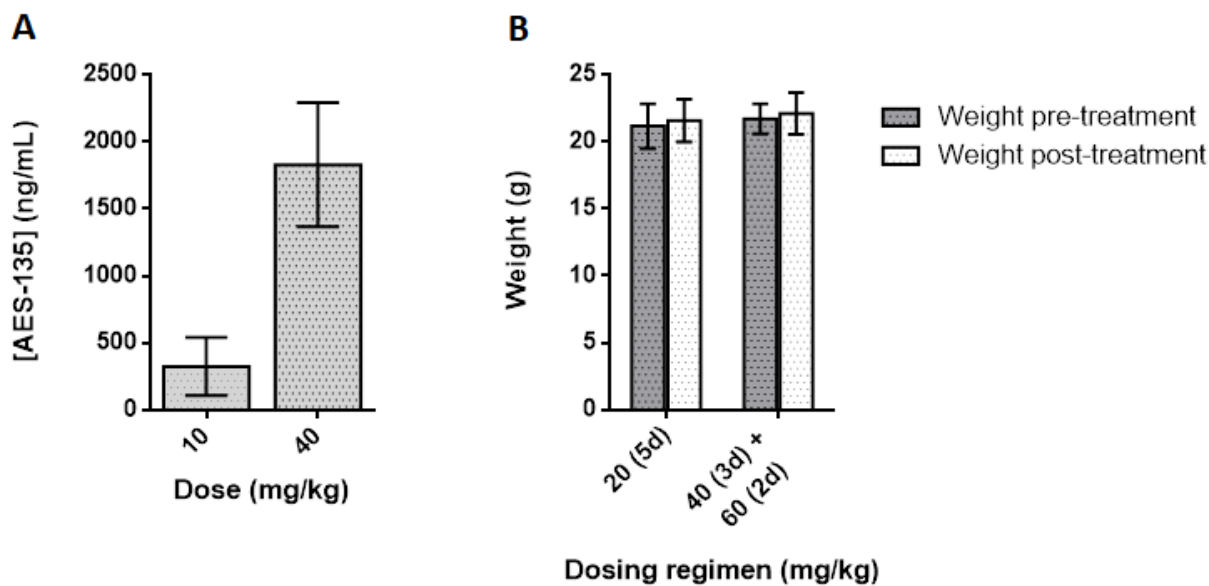 A
[AES-135] (ng/mL)
2500
2000
1500
1000
500
0
10
40
Dose (mg/kg)
B
Weight (g)
25
20
15
10
5
0
20 (5d)
40 (3d) +
60 (2d)
Dosing regimen (mg/kg)
Weight pre-treatment
Weight post-treatment